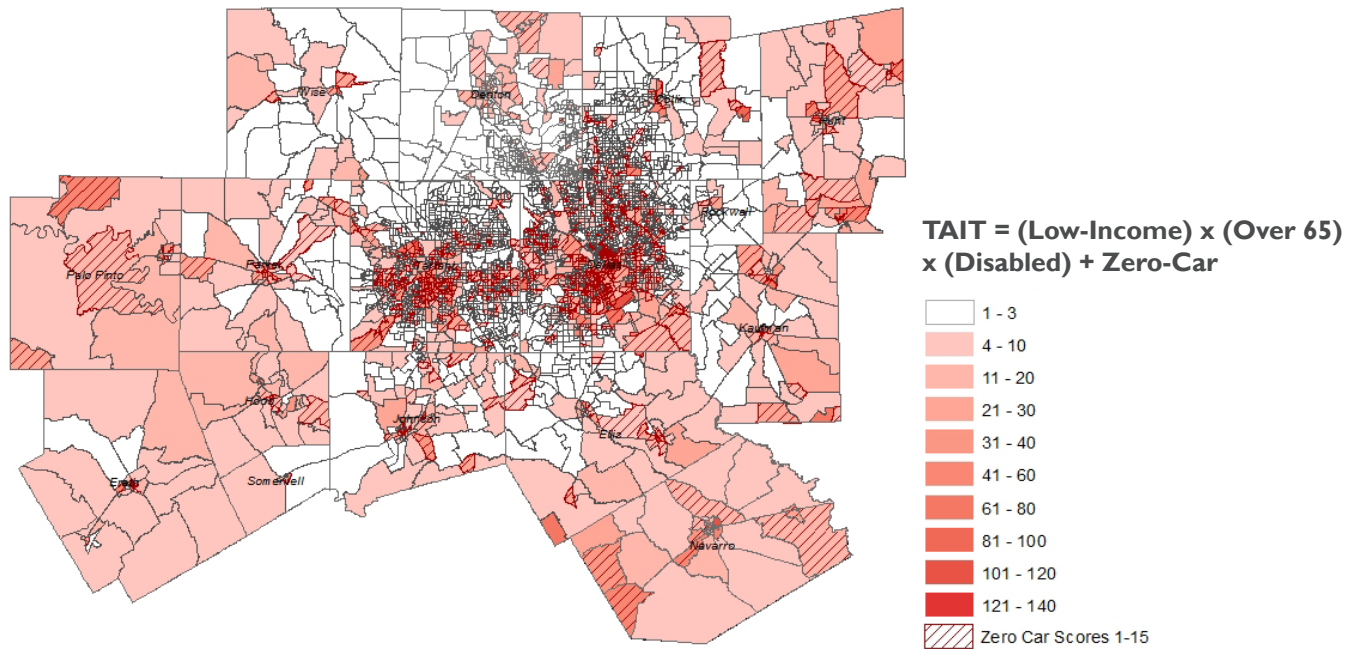 Wise
Denton
Collin
Hunt
Palo Pinto
Parker
Tarrant
Dallas
Rockwall
Kaufman
Hood
Johnson
Ellis
Erath
Somervell
Navarro
TAIT = (Low-Income) x (Over 65)
x (Disabled) + Zero-Car
1 - 3
4 - 10
11 - 20
21 - 30
31 - 40
41 - 60
61 - 80
81 - 100
101 - 120
121 - 140
Zero Car Scores 1-15